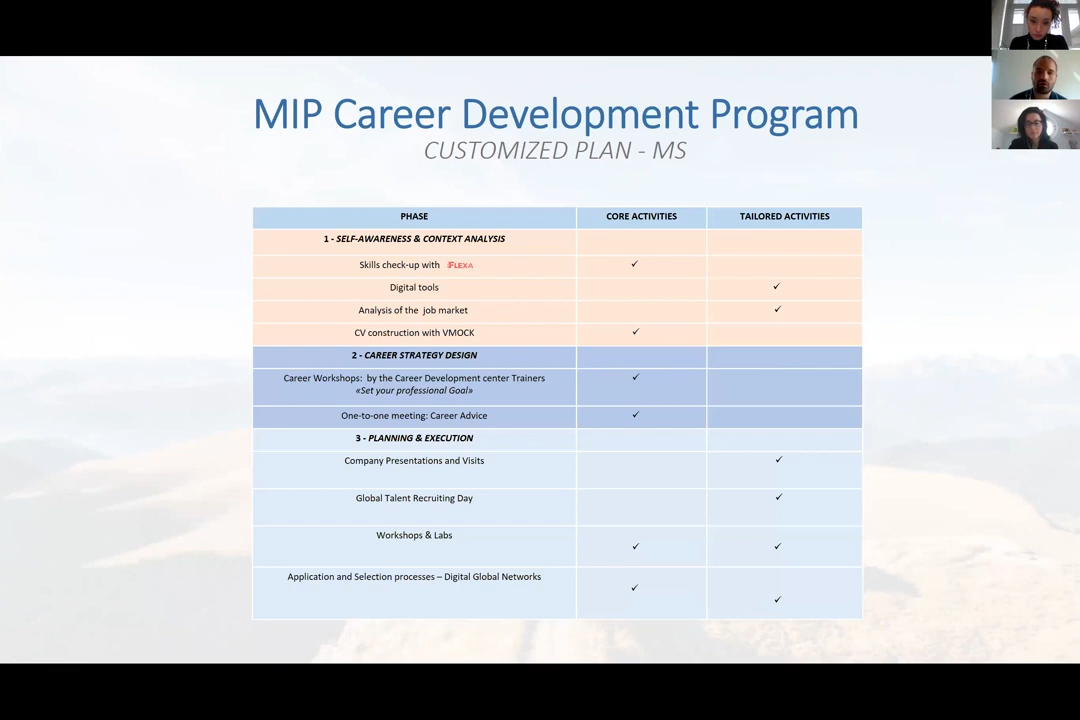 MIP Career Development Program
CUSTOMIZED PLAN - MS
PHASE CORE ACTIVITIES TAILORED ACTIVITIES
1 - SELF-AWARENESS & CONTEXT ANALYSIS
Skills check-up with FLEXA ✓
Digital tools ✓
Analysis of the job market ✓
CV construction with VMOCK ✓
2 - CAREER STRATEGY DESIGN
Career Workshops: by the Career Development center Trainers ✓
«Set your professional Goal»
One-to-one meeting: Career Advice ✓
3 - PLANNING & EXECUTION
Company Presentations and Visits ✓
Global Talent Recruiting Day ✓
Workshops & Labs ✓ ✓
Application and Selection processes – Digital Global Networks ✓ ✓